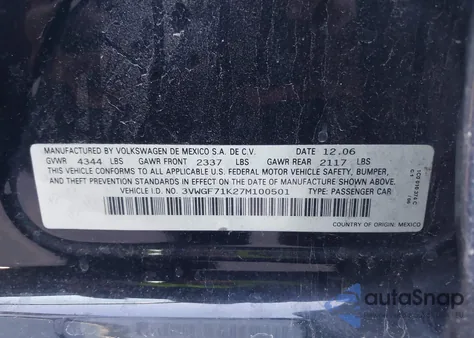 MANUFACTURED BY VOLKSWAGEN DE MEXICO S.A. DE C.V. 12.06
GVWR 4344 LBS GAWR FRONT 2337 LBS GAWR REAR 2117 LBS
THIS VEHICLE CONFORMS TO ALL APPLICABLE U.S. FEDERAL MOTOR VEHICLE SAFETY, BUMPER,
AND THEFT PREVENTION STANDARDS IN EFFECT ON THE DATE OF MANUFACTURE SHOWN ABOVE.
VEHICLE I.D. NO. 3VWGF71K27M100501 TYPE: PASSENGER CAR
COUNTRY OF ORIGIN: MEXICO
autaSnap